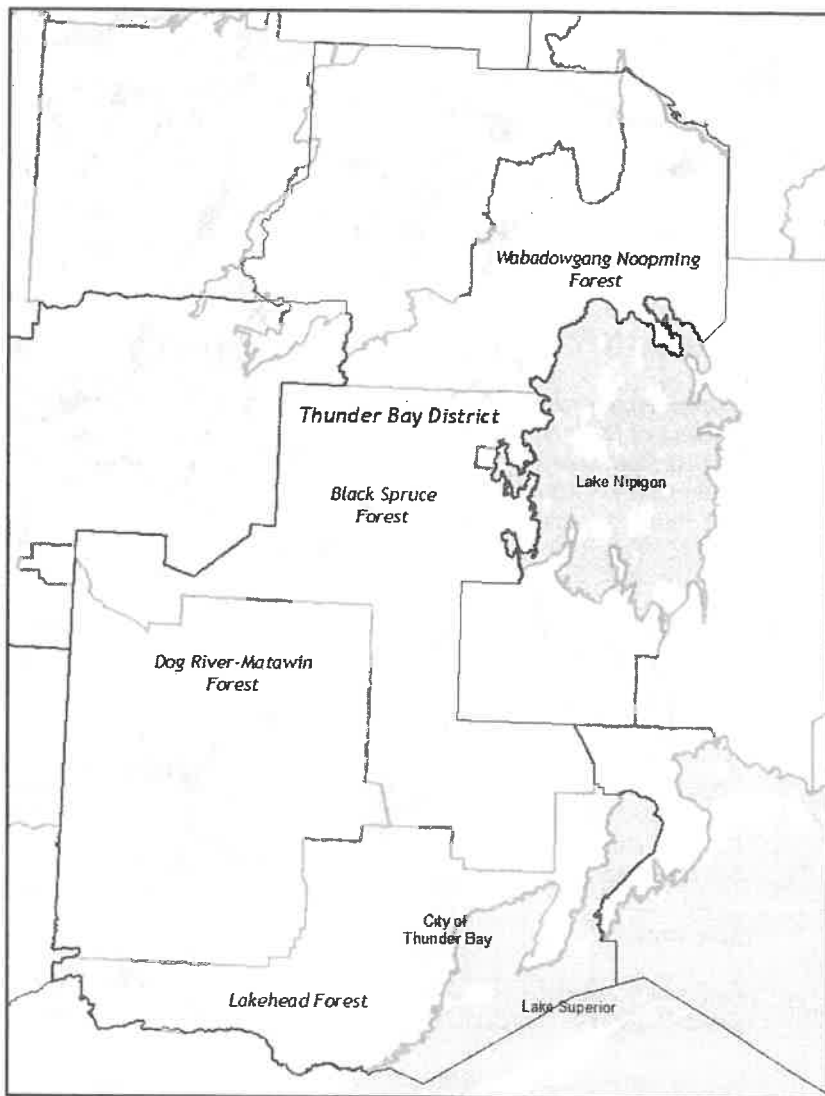 Wabadowgang Noopming
Forest
Thunder Bay District
Lake Nipigon
Black Spruce
Forest
Dog River-Matawin
Forest
City of
Thunder Bay
Lakehead Forest
Lake Superior